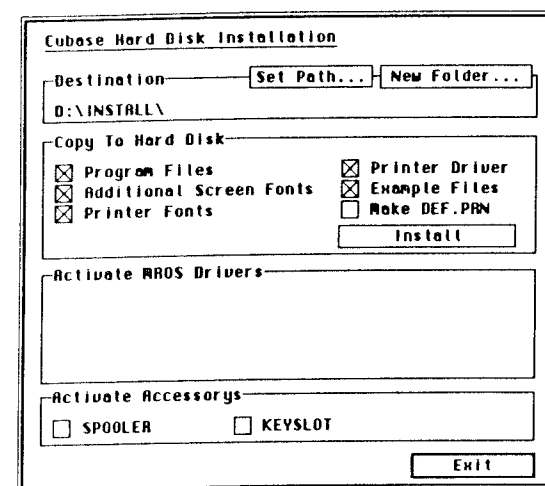 Cubase Hard Disk Installation
Destination Set Path... New Folder...
D:\INSTALL\
Copy To Hard Disk
Program Files Printer Driver
Additional Screen Fonts Example Files
Printer Fonts Make DEF.PRN
Install
Activate MROS Drivers
Activate Accessorys
SPOOLER KEYSLOT
Exit